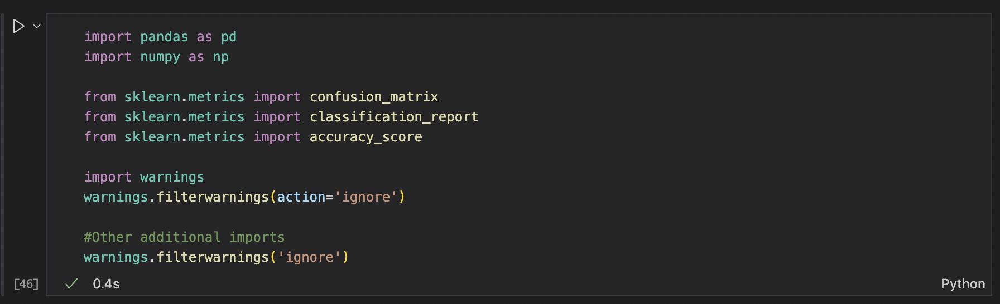 import pandas as pd
import numpy as np
from sklearn.metrics import confusion_matrix
from sklearn.metrics import classification_report
from sklearn.metrics import accuracy_score
import warnings
warnings.filterwarnings(action='ignore')
#Other additional imports
warnings.filterwarnings('ignore')
[46] 0.4s Python